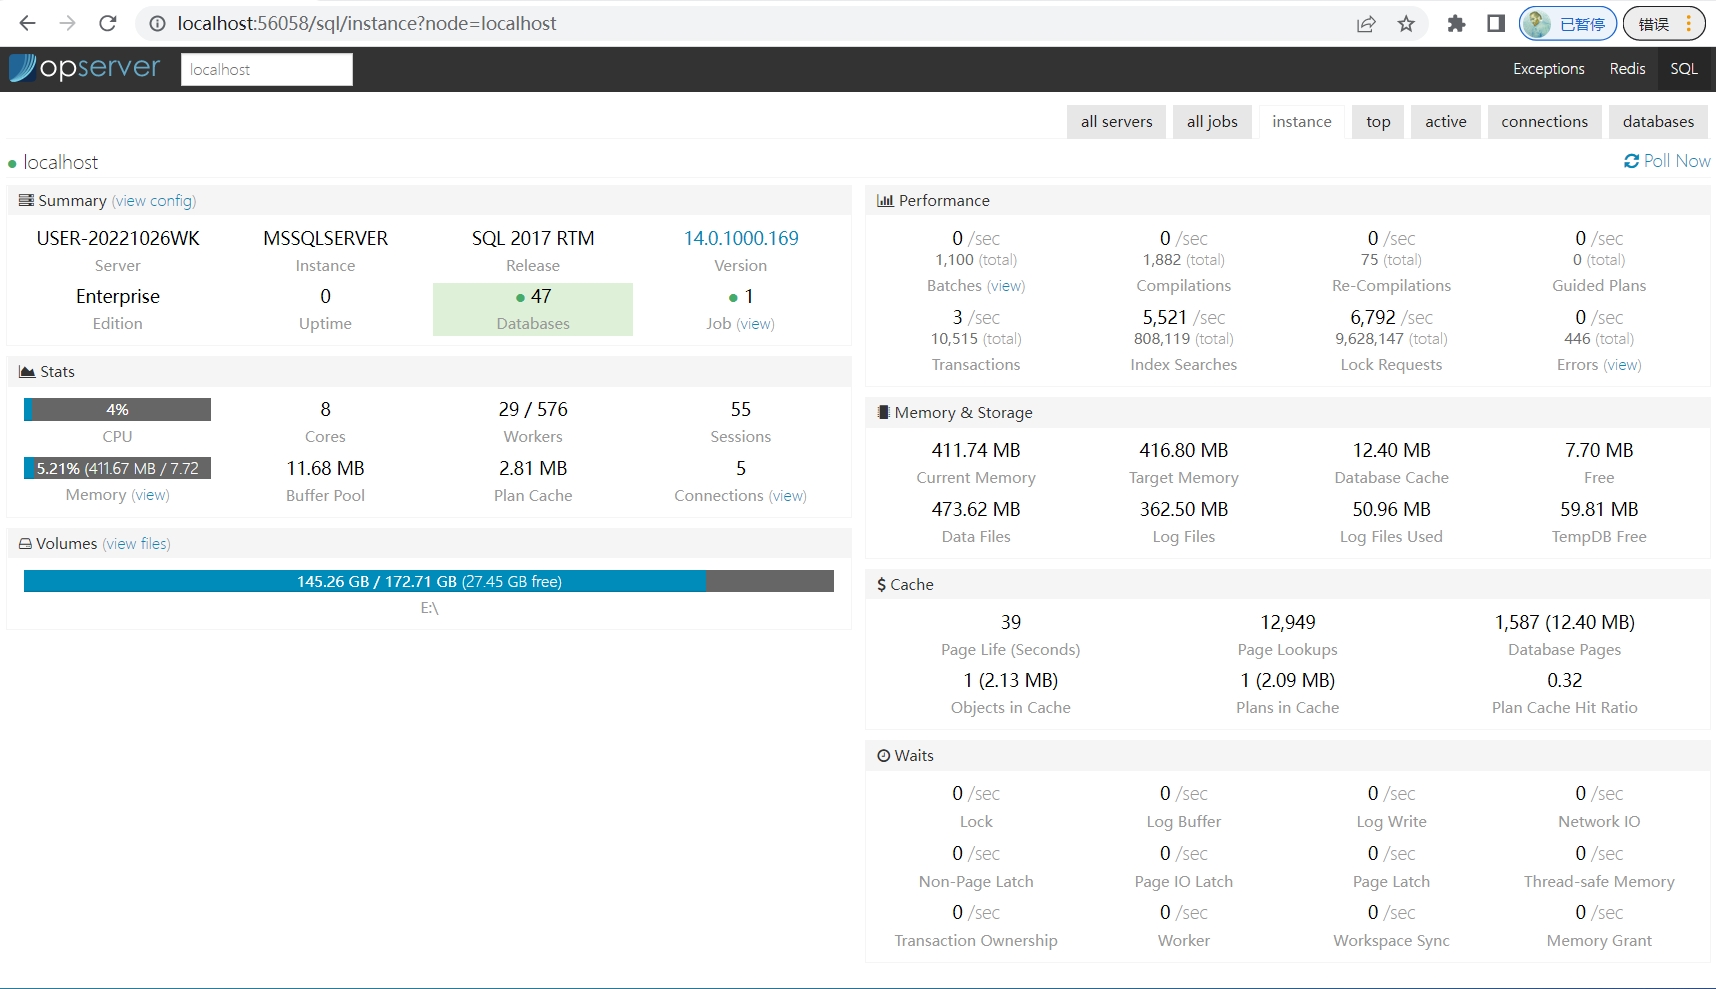 localhost:56058/sql/instance?node=localhost
已暂停
错误
opserver
localhost
Exceptions
Redis
SQL
all servers
all jobs
instance
top
active
connections
databases
localhost
Poll Now
Summary (view config)
USER-20221026WK
MSSQLSERVER
SQL 2017 RTM
14.0.1000.169
Server
Instance
Release
Version
Enterprise
0
47
1
Edition
Uptime
Databases
Job (view)
Stats
4%
8
29 / 576
55
CPU
Cores
Workers
Sessions
5.21% (411.67 MB / 7.72
11.68 MB
2.81 MB
5
Memory (view)
Buffer Pool
Plan Cache
Connections (view)
Volumes (view files)
145.26 GB / 172.71 GB (27.45 GB free)
E:\
Performance
0 /sec
0 /sec
0 /sec
0 /sec
1,100 (total)
1,882 (total)
75 (total)
0 (total)
Batches (view)
Compilations
Re-Compilations
Guided Plans
3 /sec
5,521 /sec
6,792 /sec
0 /sec
10,515 (total)
808,119 (total)
9,628,147 (total)
446 (total)
Transactions
Index Searches
Lock Requests
Errors (view)
Memory & Storage
411.74 MB
416.80 MB
12.40 MB
7.70 MB
Current Memory
Target Memory
Database Cache
Free
473.62 MB
362.50 MB
50.96 MB
59.81 MB
Data Files
Log Files
Log Files Used
TempDB Free
$ Cache
39
12,949
1,587 (12.40 MB)
Page Life (Seconds)
Page Lookups
Database Pages
1 (2.13 MB)
1 (2.09 MB)
0.32
Objects in Cache
Plans in Cache
Plan Cache Hit Ratio
Waits
0 /sec
0 /sec
0 /sec
0 /sec
Lock
Log Buffer
Log Write
Network IO
0 /sec
0 /sec
0 /sec
0 /sec
Non-Page Latch
Page IO Latch
Page Latch
Thread-safe Memory
0 /sec
0 /sec
0 /sec
0 /sec
Transaction Ownership
Worker
Workspace Sync
Memory Grant